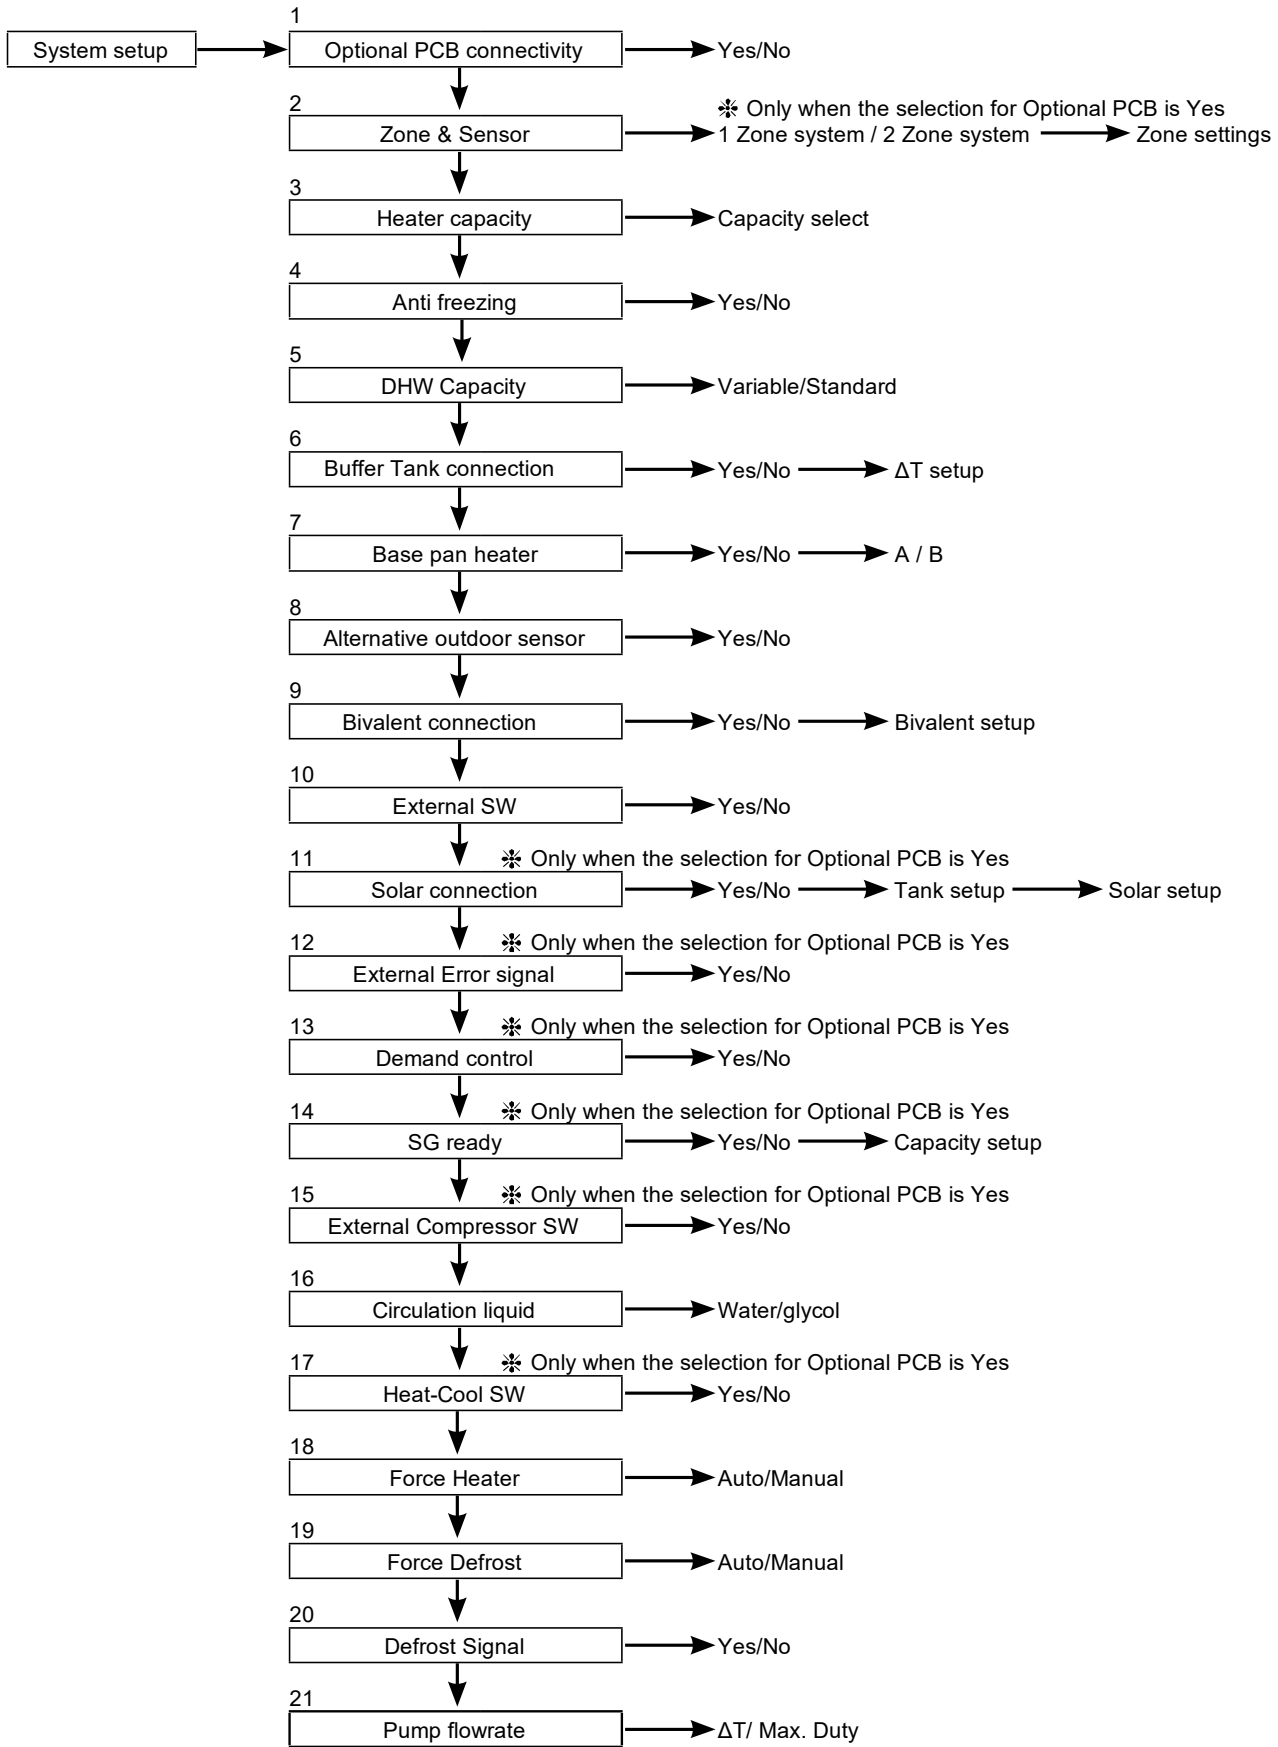 1
System setup
Optional PCB connectivity
Yes/No
2
❉ Only when the selection for Optional PCB is Yes
Zone & Sensor
1 Zone system / 2 Zone system
Zone settings
3
Heater capacity
Capacity select
4
Anti freezing
Yes/No
5
DHW Capacity
Variable/Standard
6
Buffer Tank connection
Yes/No
ΔT setup
7
Base pan heater
Yes/No
A / B
8
Alternative outdoor sensor
Yes/No
9
Bivalent connection
Yes/No
Bivalent setup
10
External SW
Yes/No
11
❉ Only when the selection for Optional PCB is Yes
Solar connection
Yes/No
Tank setup
Solar setup
12
❉ Only when the selection for Optional PCB is Yes
External Error signal
Yes/No
13
❉ Only when the selection for Optional PCB is Yes
Demand control
Yes/No
14
❉ Only when the selection for Optional PCB is Yes
SG ready
Yes/No
Capacity setup
15
❉ Only when the selection for Optional PCB is Yes
External Compressor SW
Yes/No
16
Circulation liquid
Water/glycol
17
❉ Only when the selection for Optional PCB is Yes
Heat-Cool SW
Yes/No
18
Force Heater
Auto/Manual
19
Force Defrost
Auto/Manual
20
Defrost Signal
Yes/No
21
Pump flowrate
ΔT/ Max. Duty